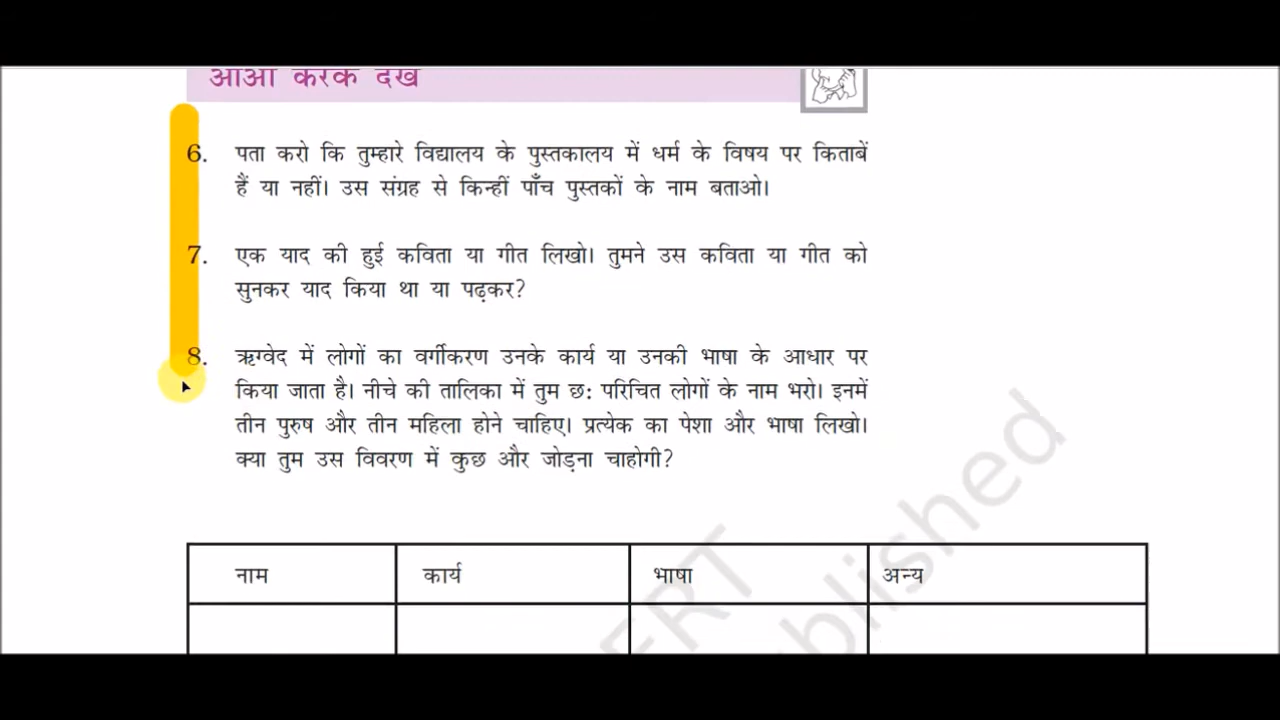 आओ करके देखें
6. पता करो कि तुम्हारे विद्यालय के पुस्तकालय में धर्म के विषय पर किताबें
हैं या नहीं। उस संग्रह से किन्हीं पाँच पुस्तकों के नाम बताओ।
7. एक याद की हुई कविता या गीत लिखो। तुमने उस कविता या गीत को
सुनकर याद किया था या पढ़कर?
8. ऋग्वेद में लोगों का वर्गीकरण उनके कार्य या उनकी भाषा के आधार पर
किया जाता है। नीचे की तालिका में तुम छः परिचित लोगों के नाम भरो। इनमें
तीन पुरुष और तीन महिला होने चाहिए। प्रत्येक का पेशा और भाषा लिखो।
क्या तुम उस विवरण में कुछ और जोड़ना चाहोगी?
नाम कार्य भाषा अन्य